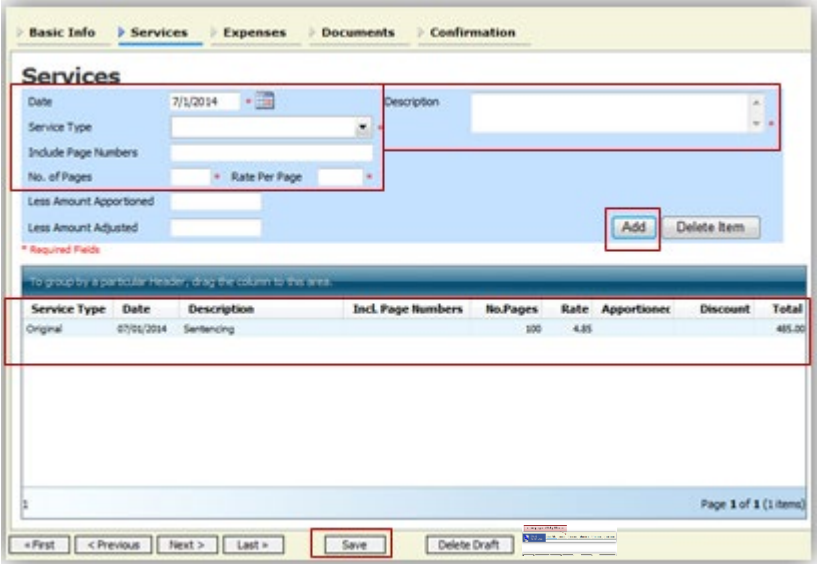 Basic Info Services Expenses Documents Confirmation
Services
Date 7/1/2014 * Description *
Service Type *
Include Page Numbers
No. of Pages * Rate Per Page *
Less Amount Apportioned
Less Amount Adjusted Add Delete Item
* Required Fields
To group by a particular Header, drag the column to this area.
Service Type Date Description Incl. Page Numbers No.Pages Rate Apportionec Discount Total
Original 07/01/2014 Sentencing 100 4.85 485.00
1 Page 1 of 1 (1 items)
« First < Previous Next > Last » Save Delete Draft